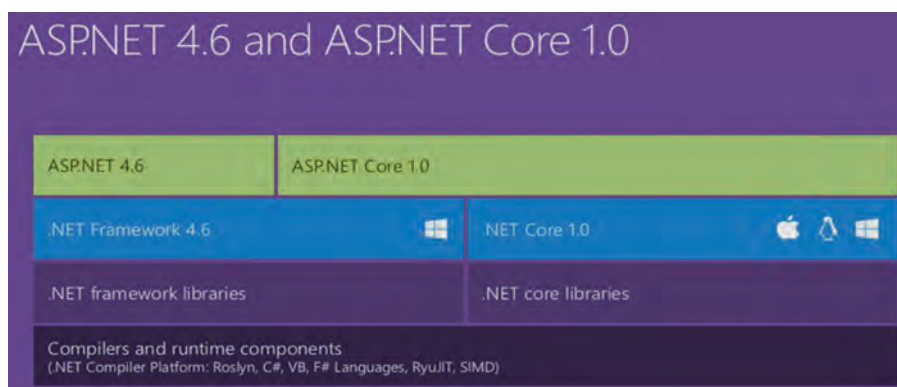 ASP.NET 4.6 and ASP.NET Core 1.0
ASP.NET 4.6
ASP.NET Core 1.0
.NET Framework 4.6
.NET Core 1.0
.NET framework libraries
.NET core libraries
Compilers and runtime components
(.NET Compiler Platform: Roslyn, C#, VB, F# Languages, RyuJIT, SIMD)